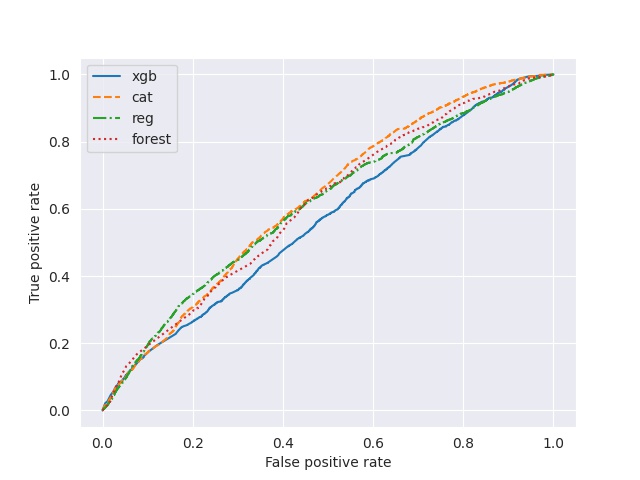 xgb
cat
reg
forest
1.0
0.8
0.6
0.4
0.2
0.0
True positive rate
0.0 0.2 0.4 0.6 0.8 1.0
False positive rate